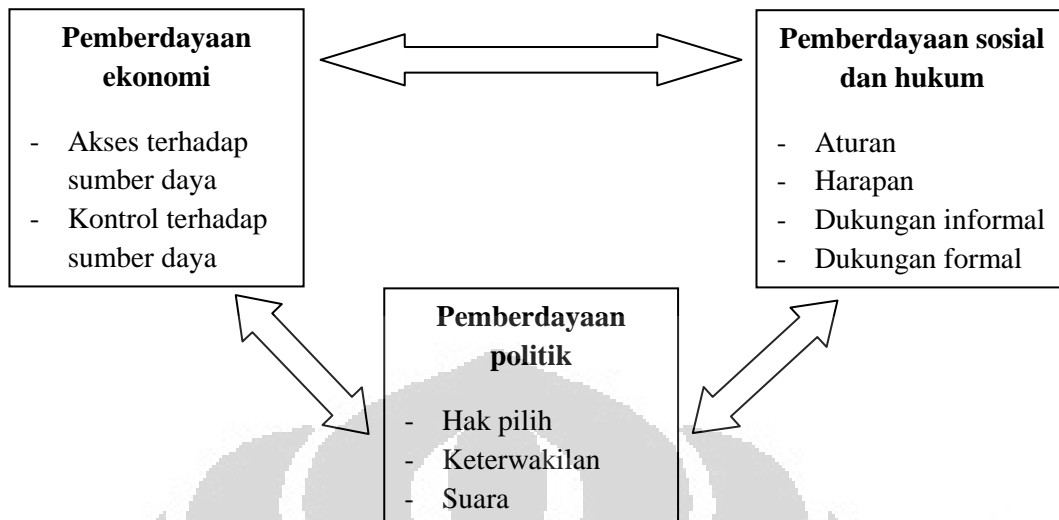 Pemberdayaan
ekonomi
- Akses terhadap
sumber daya
- Kontrol terhadap
sumber daya
Pemberdayaan sosial
dan hukum
- Aturan
- Harapan
- Dukungan informal
- Dukungan formal
Pemberdayaan
politik
- Hak pilih
- Keterwakilan
- Suara